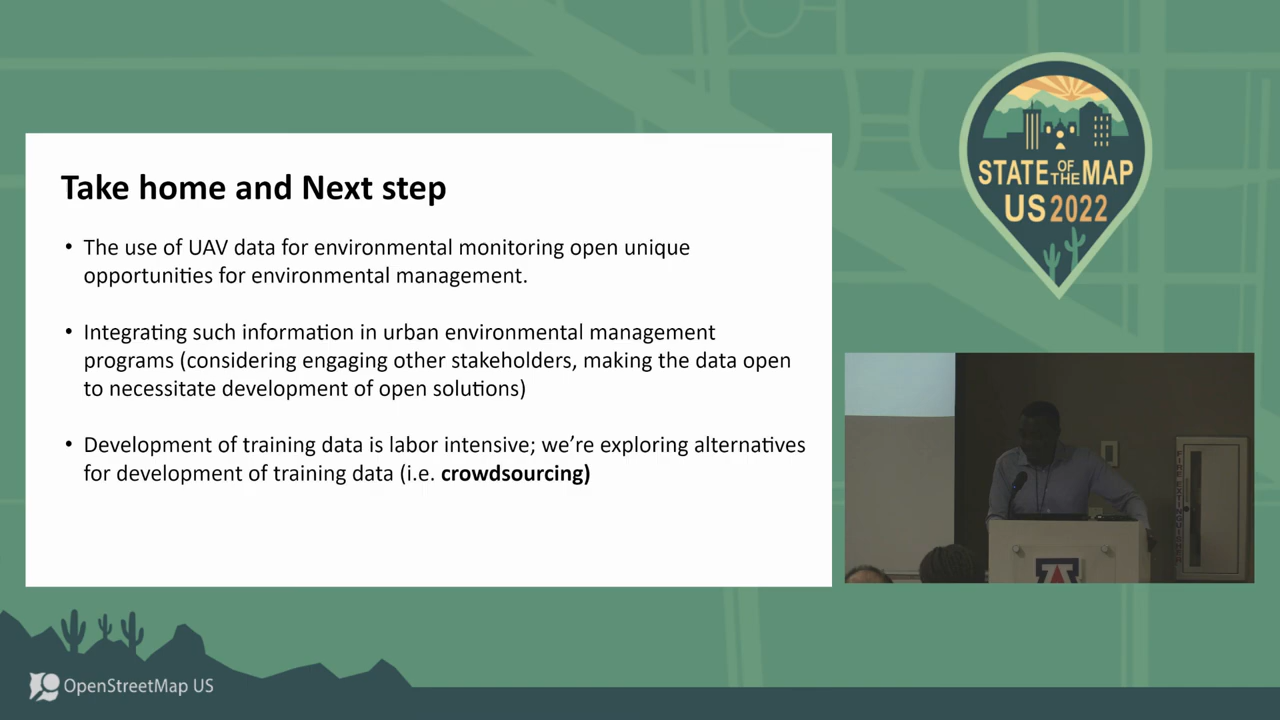 Take home and Next step
• The use of UAV data for environmental monitoring open unique
opportunities for environmental management.
• Integrating such information in urban environmental management
programs (considering engaging other stakeholders, making the data open
to necessitate development of open solutions)
• Development of training data is labor intensive; we’re exploring alternatives
for development of training data (i.e. crowdsourcing)
STATE OF THE MAP
US 2022
FIRE EXTINGUISHER
A
OpenStreetMap US